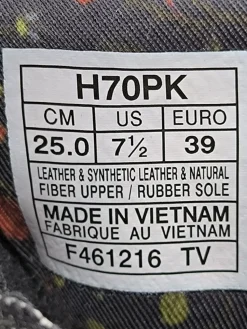 H70PK
CM US EURO
25.0 7½ 39
LEATHER & SYNTHETIC LEATHER & NATURAL
FIBER UPPER / RUBBER SOLE
MADE IN VIETNAM
FABRIQUE AU VIETNAM
F461216 TV